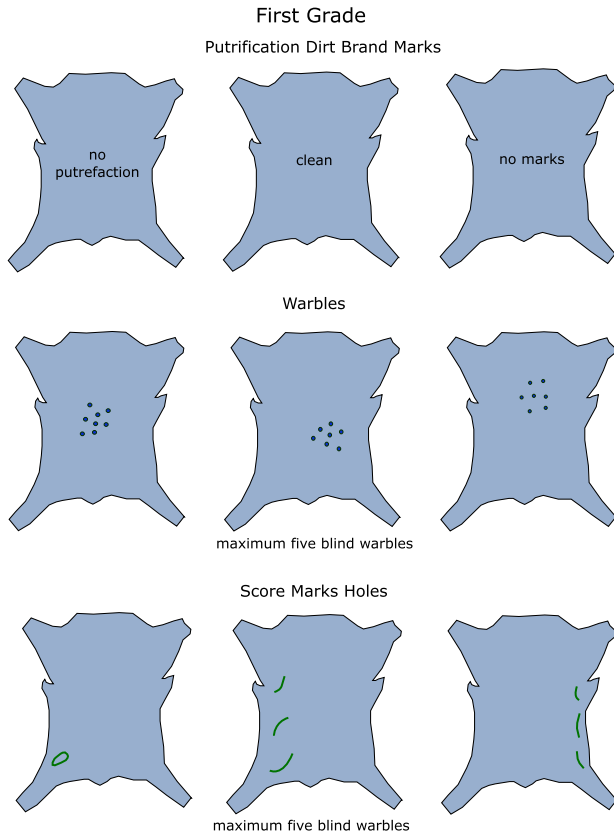 First Grade
Putrification Dirt Brand Marks
no
putrefaction
clean
no marks
Warbles
maximum five blind warbles
Score Marks Holes
maximum five blind warbles